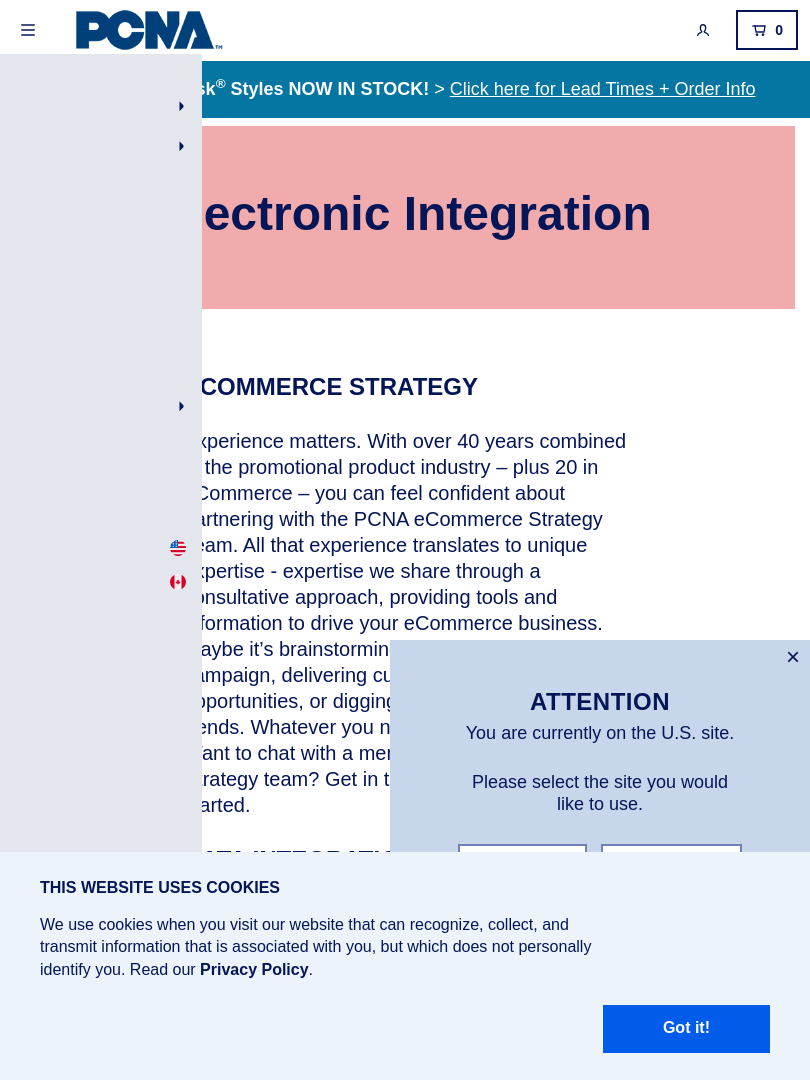 PCNA™
0
sk® Styles NOW IN STOCK! > Click here for Lead Times + Order Info
ectronic Integration
COMMERCE STRATEGY
xperience matters. With over 40 years combined
the promotional product industry – plus 20 in
Commerce – you can feel confident about
artnering with the PCNA eCommerce Strategy
eam. All that experience translates to unique
xpertise - expertise we share through a
onsultative approach, providing tools and
formation to drive your eCommerce business.
aybe it’s brainstorming
ampaign, delivering cu
pportunities, or digging
ends. Whatever you n
ant to chat with a mer
rategy team? Get in t
arted.
×
ATTENTION
You are currently on the U.S. site.
Please select the site you would
like to use.
THIS WEBSITE USES COOKIES
We use cookies when you visit our website that can recognize, collect, and
transmit information that is associated with you, but which does not personally
identify you. Read our Privacy Policy.
Got it!